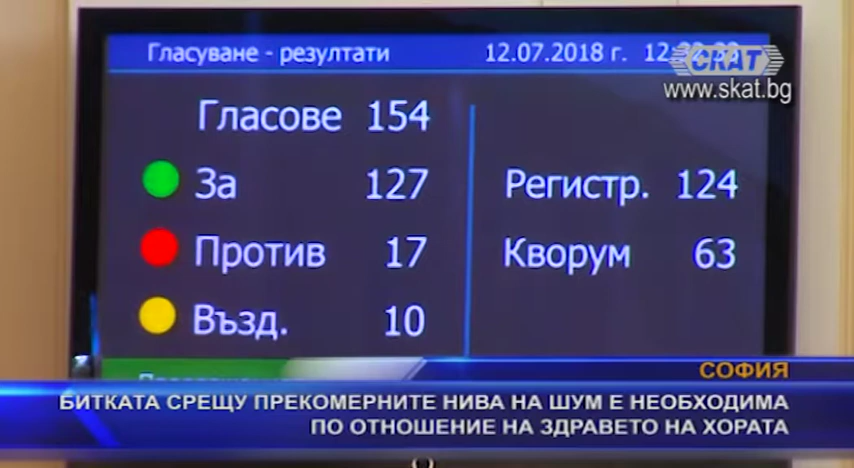 Гласуване - резултати 12.07.2018 г.
СКАТ
www.skat.bg
Гласове 154
За 127
Регистр. 124
Против 17
Кворум 63
Възд. 10
СОФИЯ
БИТКАТА СРЕЩУ ПРЕКОМЕРНИТЕ НИВА НА ШУМ Е НЕОБХОДИМА
ПО ОТНОШЕНИЕ НА ЗДРАВЕТО НА ХОРАТА